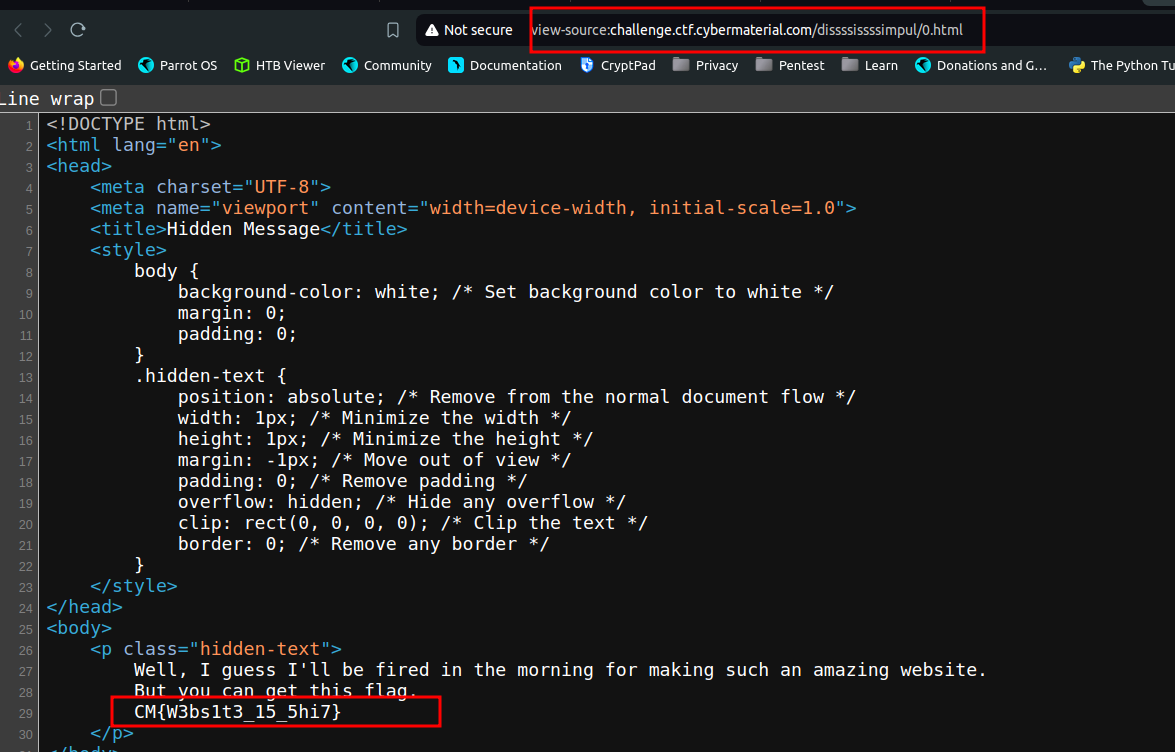 Not secure view-source:challenge.ctf.cybermaterial.com/dissssissssimpul/0.html
Getting Started Parrot OS HTB Viewer Community Documentation CryptPad Privacy Pentest Learn Donations and G... The Python Tu
Line wrap
1 <!DOCTYPE html>
2 <html lang="en">
3 <head>
4 <meta charset="UTF-8">
5 <meta name="viewport" content="width=device-width, initial-scale=1.0">
6 <title>Hidden Message</title>
7 <style>
8 body {
9 background-color: white; /* Set background color to white */
10 margin: 0;
11 padding: 0;
12 }
13 .hidden-text {
14 position: absolute; /* Remove from the normal document flow */
15 width: 1px; /* Minimize the width */
16 height: 1px; /* Minimize the height */
17 margin: -1px; /* Move out of view */
18 padding: 0; /* Remove padding */
19 overflow: hidden; /* Hide any overflow */
20 clip: rect(0, 0, 0, 0); /* Clip the text */
21 border: 0; /* Remove any border */
22 }
23 </style>
24 </head>
25 <body>
26 <p class="hidden-text">
27 Well, I guess I'll be fired in the morning for making such an amazing website.
28 But you can get this flag.
29 CM{W3bs1t3_15_5hi7}
30 </p>
</body>